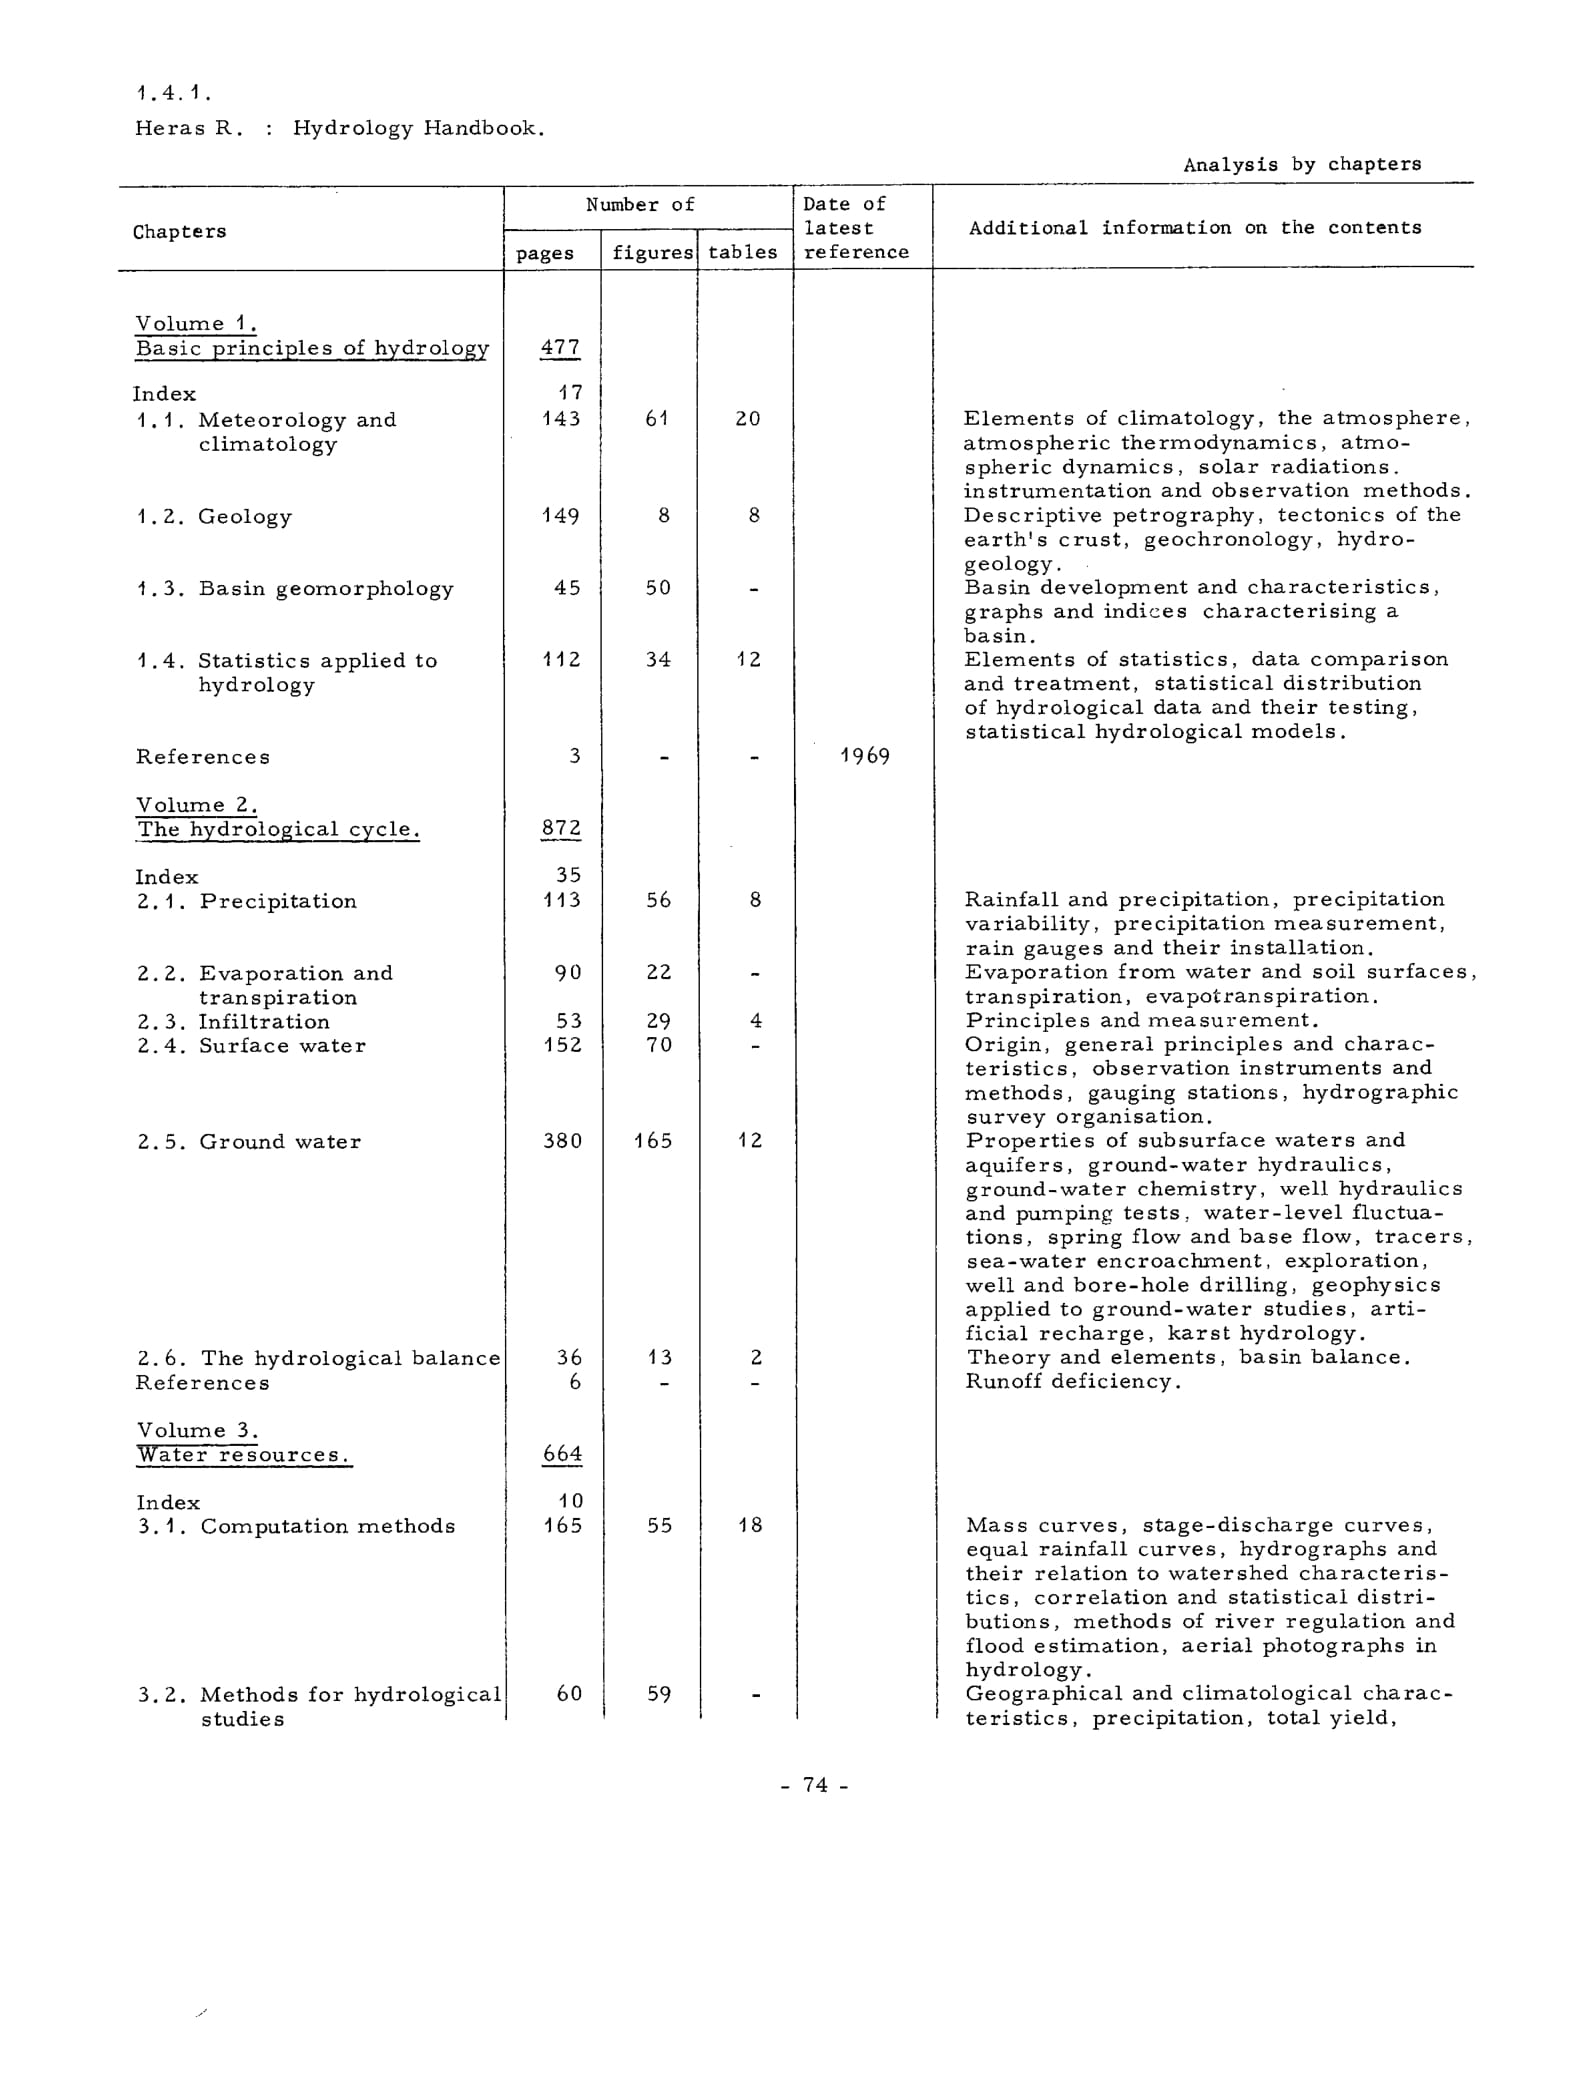 1.4.1.
Heras R. : Hydrology Handbook.
Analysis by chapters
Chapters
Number of
pages figures tables
Date of
latest
reference
Additional information on the contents
Volume 1.
Basic principles of hydrology 477
Index 17
1.1. Meteorology and 143 61 20 Elements of climatology, the atmosphere,
climatology atmospheric thermodynamics, atmo-
spheric dynamics, solar radiations.
instrumentation and observation methods.
1.2. Geology 149 8 8 Descriptive petrography, tectonics of the
earth's crust, geochronology, hydro-
geology.
1.3. Basin geomorphology 45 50 - Basin development and characteristics,
graphs and indices characterising a
basin.
1.4. Statistics applied to 112 34 12 Elements of statistics, data comparison
hydrology and treatment, statistical distribution
of hydrological data and their testing,
statistical hydrological models.
References 3 - - 1969
Volume 2.
The hydrological cycle. 872
Index 35
2.1. Precipitation 113 56 8 Rainfall and precipitation, precipitation
variability, precipitation measurement,
rain gauges and their installation.
2.2. Evaporation and 90 22 - Evaporation from water and soil surfaces,
transpiration transpiration, evapotranspiration.
2.3. Infiltration 53 29 4 Principles and measurement.
2.4. Surface water 152 70 - Origin, general principles and charac-
teristics, observation instruments and
methods, gauging stations, hydrographic
survey organisation.
2.5. Ground water 380 165 12 Properties of subsurface waters and
aquifers, ground-water hydraulics,
ground-water chemistry, well hydraulics
and pumping tests, water-level fluctua-
tions, spring flow and base flow, tracers,
sea-water encroachment, exploration,
well and bore-hole drilling, geophysics
applied to ground-water studies, arti-
ficial recharge, karst hydrology.
2.6. The hydrological balance 36 13 2 Theory and elements, basin balance.
References 6 - - Runoff deficiency.
Volume 3.
Water resources. 664
Index 10
3.1. Computation methods 165 55 18 Mass curves, stage-discharge curves,
equal rainfall curves, hydrographs and
their relation to watershed characteris-
tics, correlation and statistical distri-
butions, methods of river regulation and
flood estimation, aerial photographs in
hydrology.
3.2. Methods for hydrological 60 59 - Geographical and climatological charac-
studies teristics, precipitation, total yield,
- 74 -